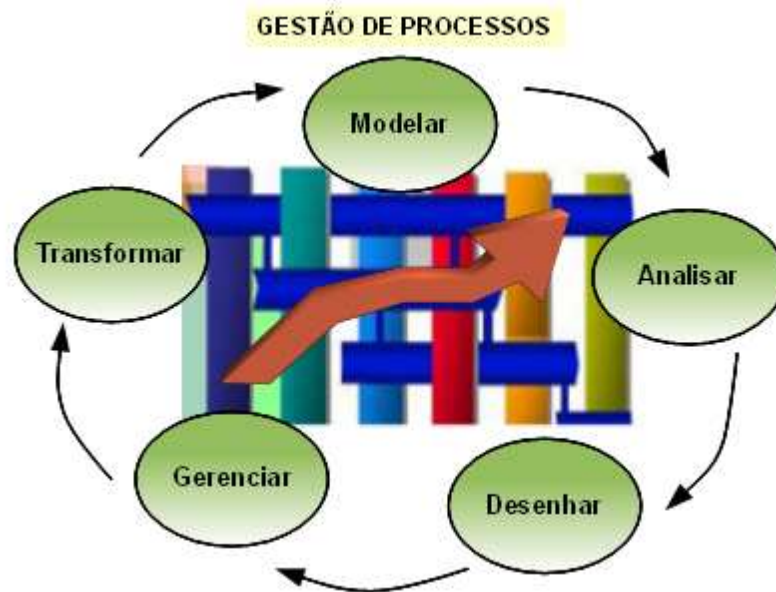 GESTÃO DE PROCESSOS
Modelar
Transformar
Analisar
Gerenciar
Desenhar